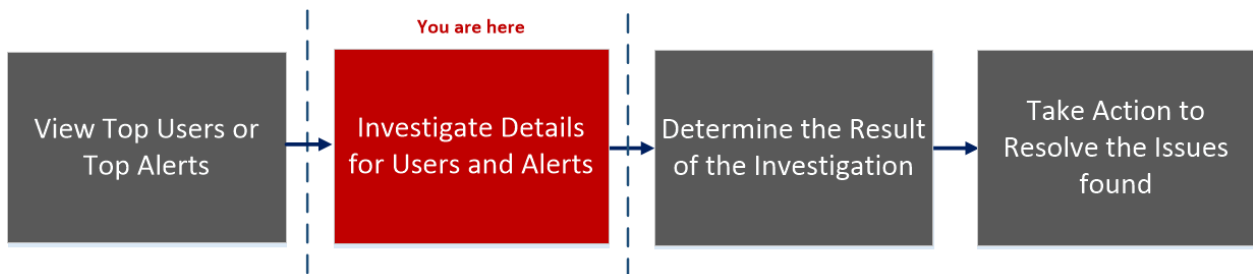 You are here
View Top Users or
Top Alerts
Investigate Details
for Users and Alerts
Determine the Result
of the Investigation
Take Action to
Resolve the Issues
found